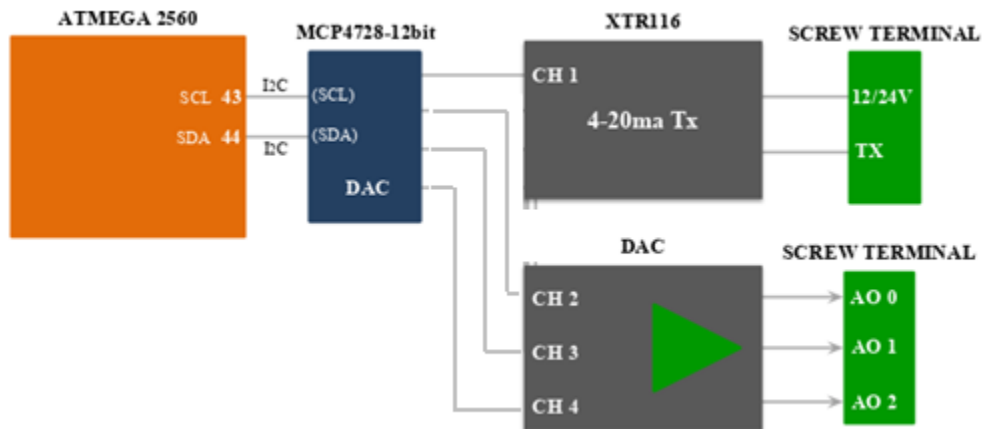 ATMEGA 2560
SCL 43
SDA 44
I2C
I2C
MCP4728-12bit
(SCL)
(SDA)
DAC
XTR116
CH 1
4-20ma Tx
SCREW TERMINAL
12/24V
TX
DAC
CH 2
CH 3
CH 4
SCREW TERMINAL
AO 0
AO 1
AO 2